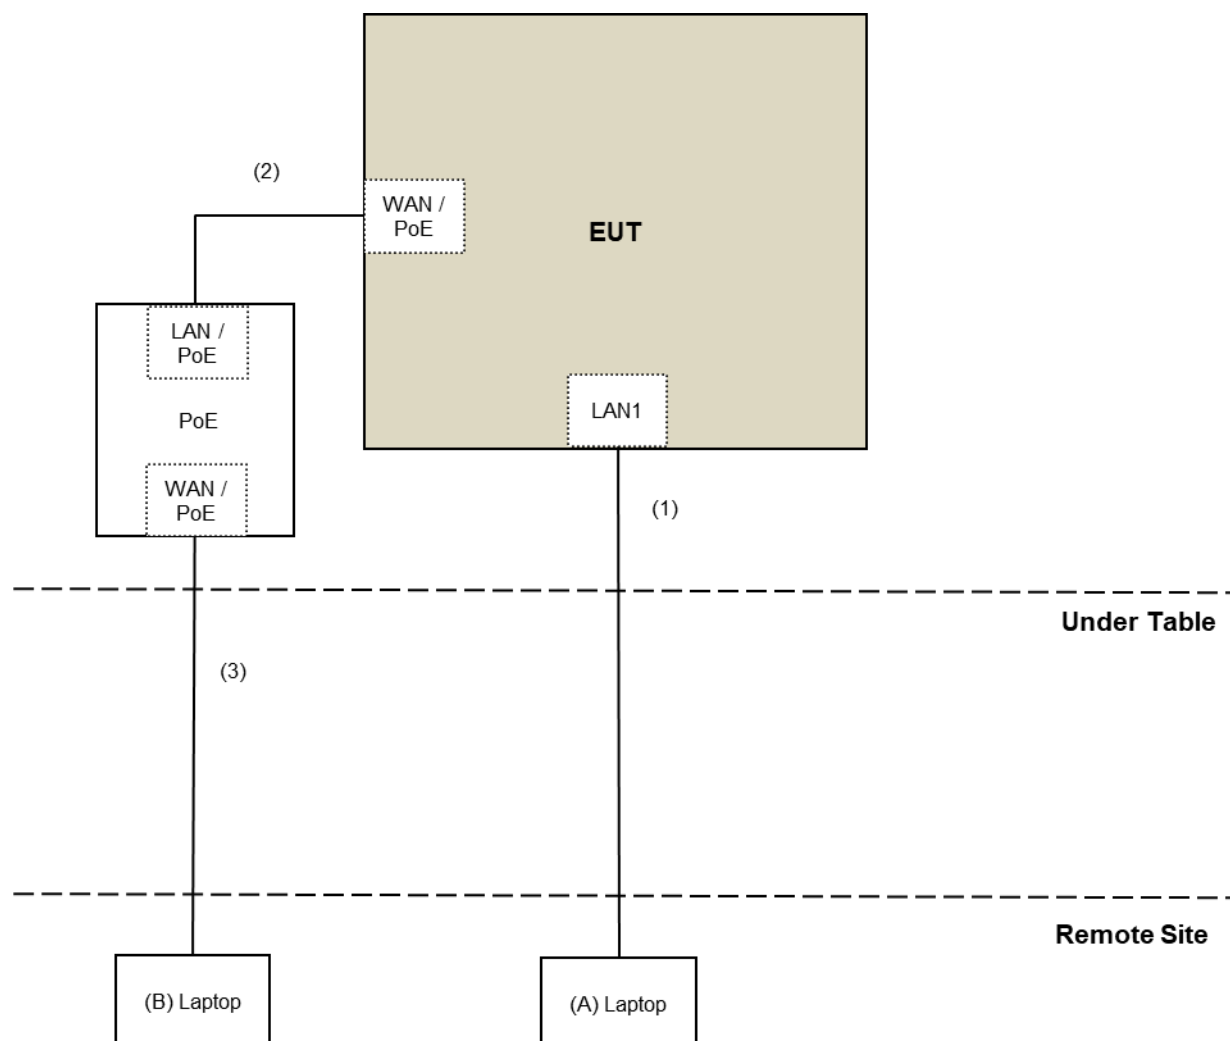 (2)
WAN /
PoE
EUT
LAN /
PoE
PoE
WAN /
PoE
LAN1
(1)
Under Table
(3)
Remote Site
(B) Laptop
(A) Laptop